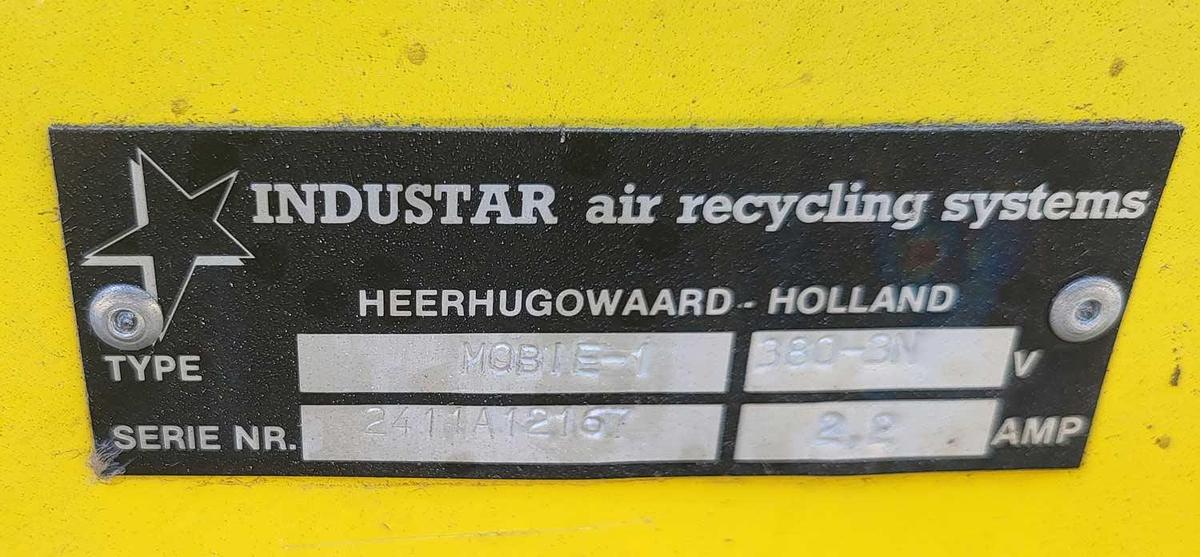 INDUSTAR air recycling systems
HEERHUGOWAARD - HOLLAND
TYPE MOBIE-1 380-3N V
SERIE NR. 2411A12167 2,2 AMP